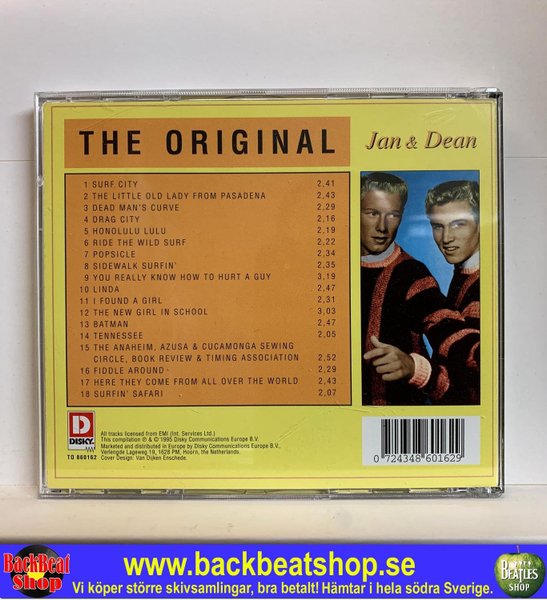 THE ORIGINAL
Jan & Dean
1 SURF CITY 2,41
2 THE LITTLE OLD LADY FROM PASADENA 2,43
3 DEAD MAN'S CURVE 2,29
4 DRAG CITY 2,16
5 HONOLULU LULU 2,19
6 RIDE THE WILD SURF 2,22
7 POPSICLE 2,34
8 SIDEWALK SURFIN' 2,35
9 YOU REALLY KNOW HOW TO HURT A GUY 3,19
10 LINDA 2,47
11 I FOUND A GIRL 2,31
12 THE NEW GIRL IN SCHOOL 3,03
13 BATMAN 2,47
14 TENNESSEE 2,05
15 THE ANAHEIM, AZUSA & CUCAMONGA SEWING
CIRCLE, BOOK REVIEW & TIMING ASSOCIATION 2,52
16 FIDDLE AROUND 2,29
17 HERE THEY COME FROM ALL OVER THE WORLD 2,43
18 SURFIN' SAFARI 2,07
D
DISKY
TO 860162
All tracks licensed from EMI (Int. Services Ltd.)
This compilation ℗ & © 1995 Disky Communications Europe B.V.
Marketed and distributed in Europe by Disky Communications Europe B.V.
Verlengde Lageweg 19, 1628 PM, Hoorn, the Netherlands.
Cover Design: Van Dijken Enschede.
0 724348 601629
BackBeat
Shop
www.backbeatshop.se
Vi köper större skivsamlingar, bra betalt! Hämtar i hela södra Sverige.
BEATLES
SHOP